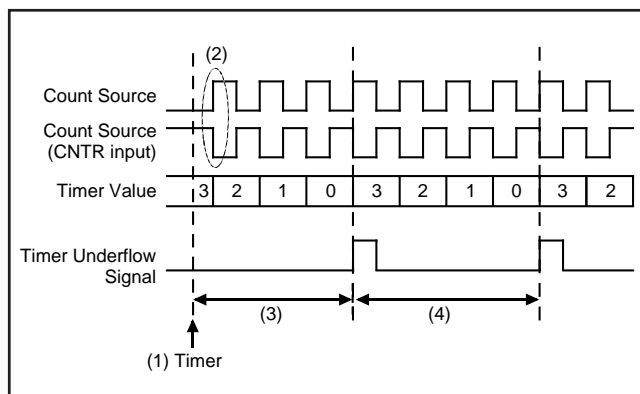 (2)
Count Source
Count Source
(CNTR input)
Timer Value 3 2 1 0 3 2 1 0 3 2
Timer Underflow
Signal
(3) (4)
(1) Timer